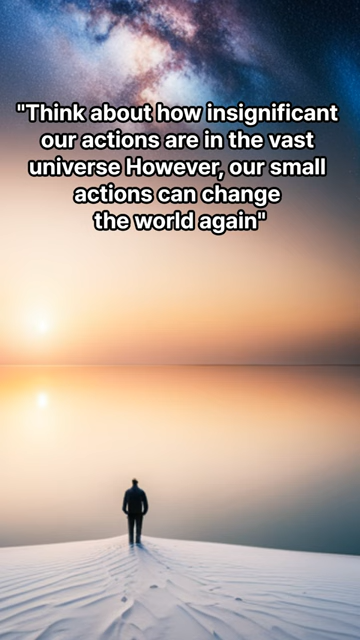 "Think about how insignificant
our actions are in the vast
universe However, our small
actions can change
the world again"